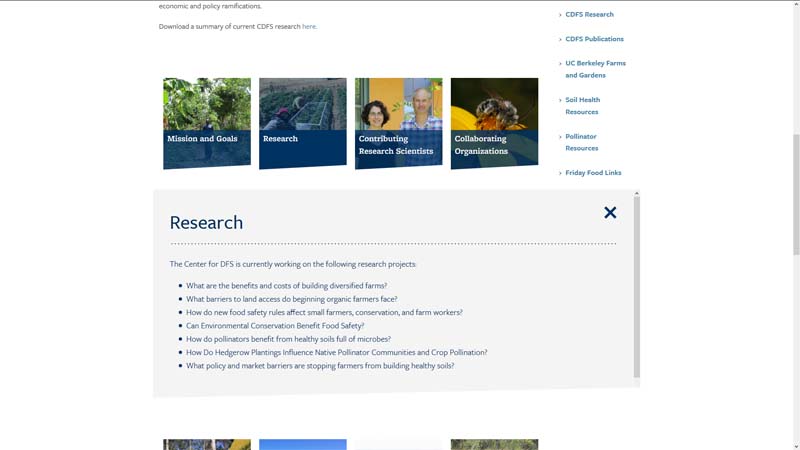 economic and policy ramifications.
Download a summary of current CDFS research here.
Mission and Goals
Research
Contributing
Research Scientists
Collaborating
Organizations
› CDFS Research
› CDFS Publications
› UC Berkeley Farms
and Gardens
› Soil Health
Resources
› Pollinator
Resources
› Friday Food Links
Research
The Center for DFS is currently working on the following research projects:
• What are the benefits and costs of building diversified farms?
• What barriers to land access do beginning organic farmers face?
• How do new food safety rules affect small farmers, conservation, and farm workers?
• Can Environmental Conservation Benefit Food Safety?
• How do pollinators benefit from healthy soils full of microbes?
• How Do Hedgerow Plantings Influence Native Pollinator Communities and Crop Pollination?
• What policy and market barriers are stopping farmers from building healthy soils?